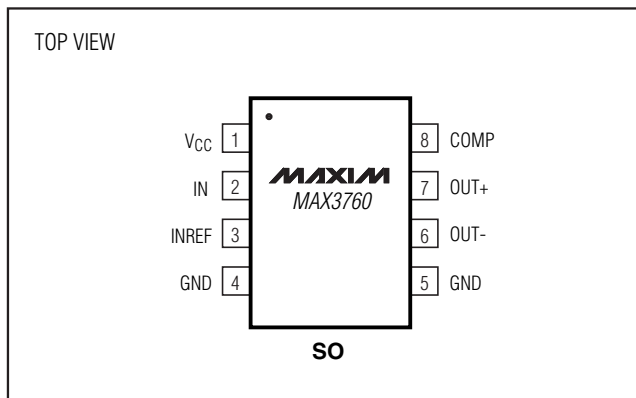 TOP VIEW
VCC 1
IN 2
INREF 3
GND 4
MAXIM
MAX3760
8 COMP
7 OUT+
6 OUT-
5 GND
SO